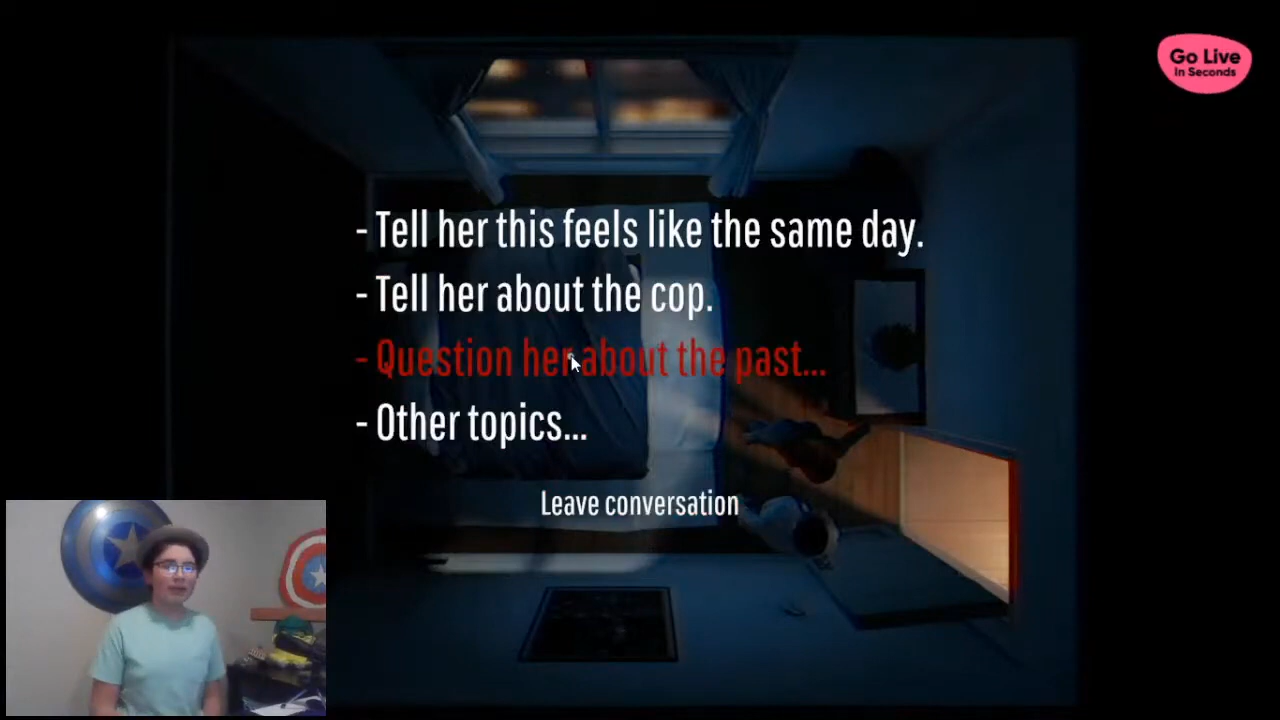 Go Live
In Seconds
- Tell her this feels like the same day.
- Tell her about the cop.
- Question her about the past...
- Other topics...
Leave conversation